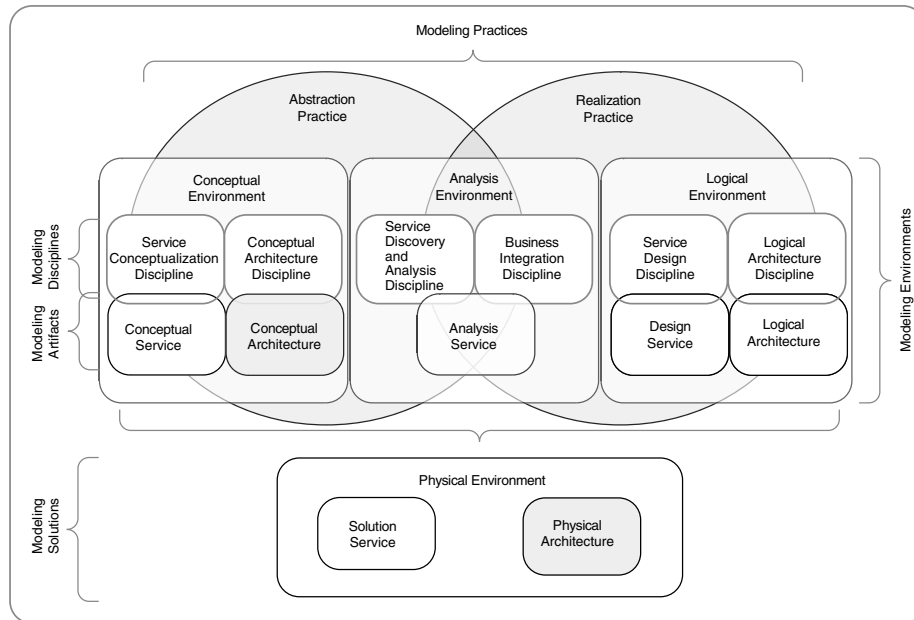 Modeling Practices
Abstraction
Practice
Realization
Practice
Conceptual
Environment
Analysis
Environment
Logical
Environment
Modeling
Disciplines
Service
Conceptualization
Discipline
Conceptual
Architecture
Discipline
Service
Discovery
and
Analysis
Discipline
Business
Integration
Discipline
Service
Design
Discipline
Logical
Architecture
Discipline
Modeling Environments
Modeling
Artifacts
Conceptual
Service
Conceptual
Architecture
Analysis
Service
Design
Service
Logical
Architecture
Modeling
Solutions
Physical Environment
Solution
Service
Physical
Architecture